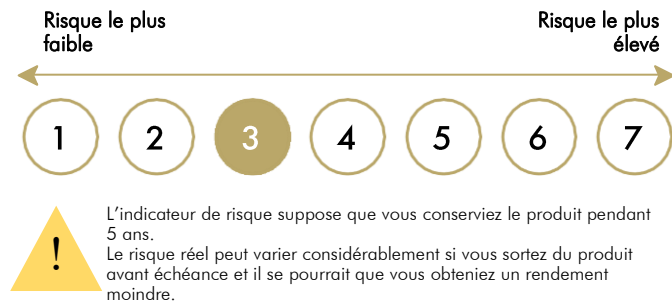 Risque le plus faible
Risque le plus élevé
1 2 3 4 5 6 7
!
L'indicateur de risque suppose que vous conserviez le produit pendant
5 ans.
Le risque réel peut varier considérablement si vous sortez du produit
avant échéance et il se pourrait que vous obteniez un rendement
moindre.